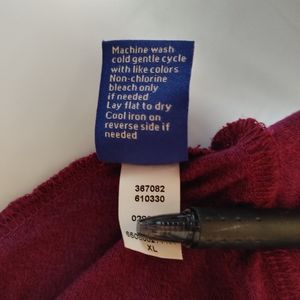 Machine wash
cold gentle cycle
with like colors
Non-chlorine
bleach only
if needed
Lay flat to dry
Cool iron on
reverse side if
needed
367082
610330
XL